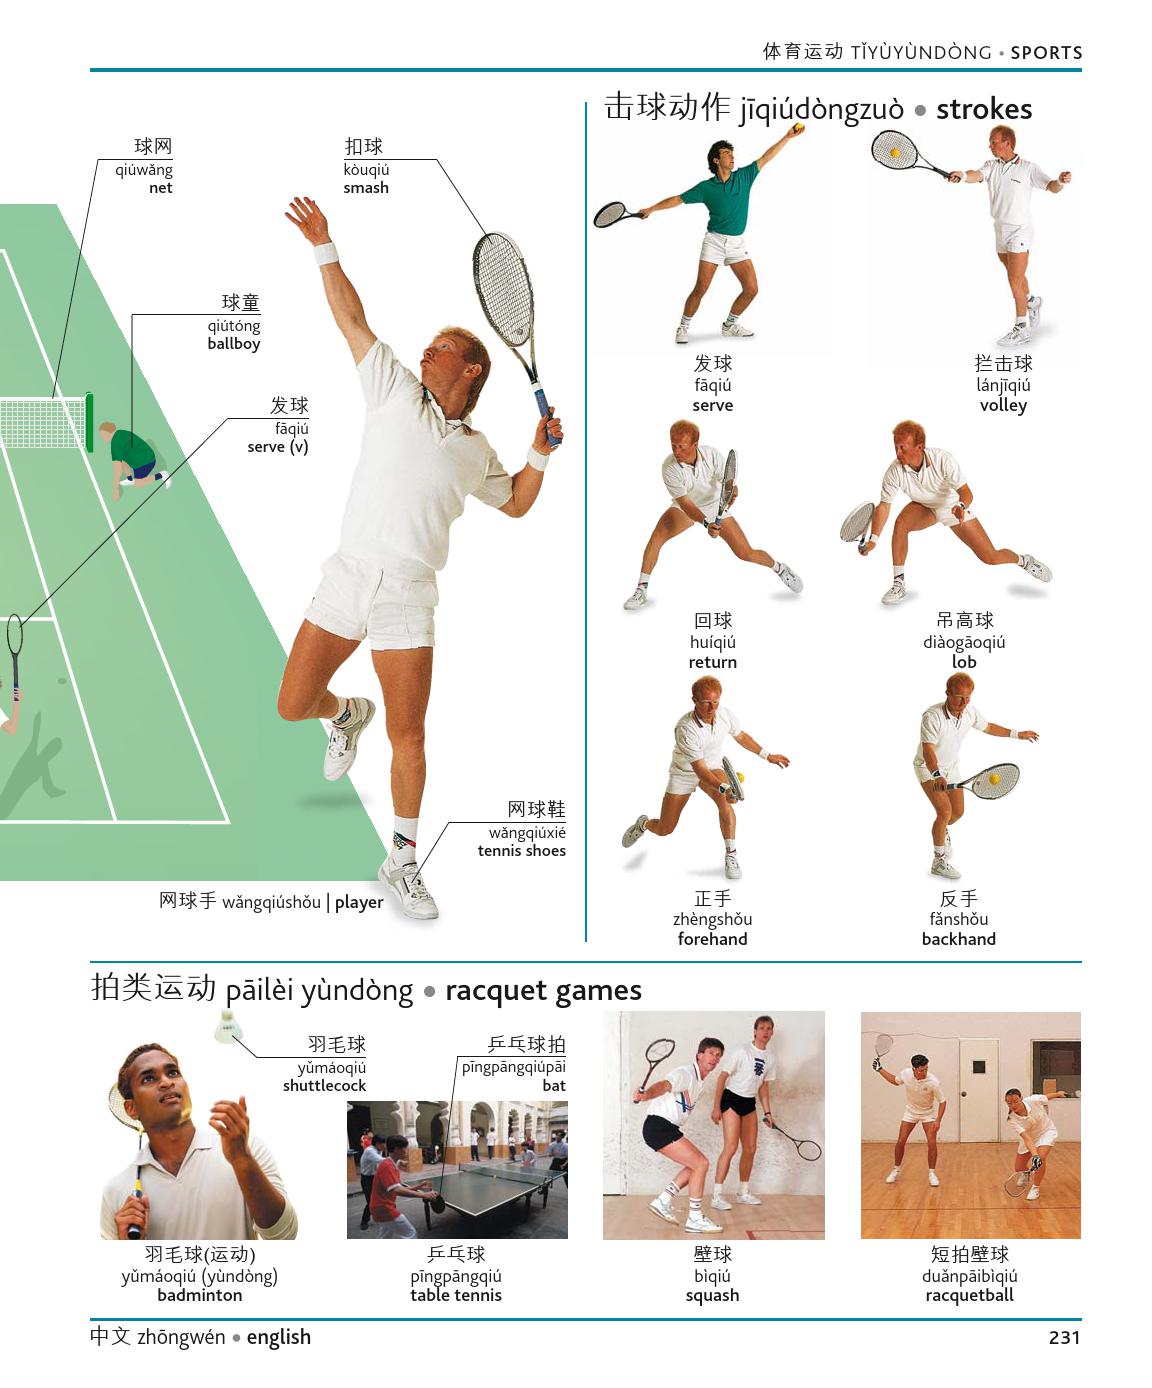 体育运动 TǏYÙYÙNDÒNG • SPORTS
球网
qiúwǎng
net
扣球
kòuqiú
smash
球童
qiútóng
ballboy
发球
fāqiú
serve (v)
网球鞋
wǎngqiúxié
tennis shoes
网球手 wǎngqiúshǒu | player
击球动作 jīqiúdòngzuò • strokes
发球
fāqiú
serve
拦击球
lánjīqiú
volley
回球
huíqiú
return
吊高球
diàogāoqiú
lob
正手
zhèngshǒu
forehand
反手
fǎnshǒu
backhand
拍类运动 pāilèi yùndòng • racquet games
羽毛球
yǔmáoqiú
shuttlecock
乒乓球拍
pīngpāngqiúpāi
bat
羽毛球(运动)
yǔmáoqiú (yùndòng)
badminton
乒乓球
pīngpāngqiú
table tennis
壁球
bìqiú
squash
短拍壁球
duǎnpāibìqiú
racquetball
中文 zhōngwén • english
231